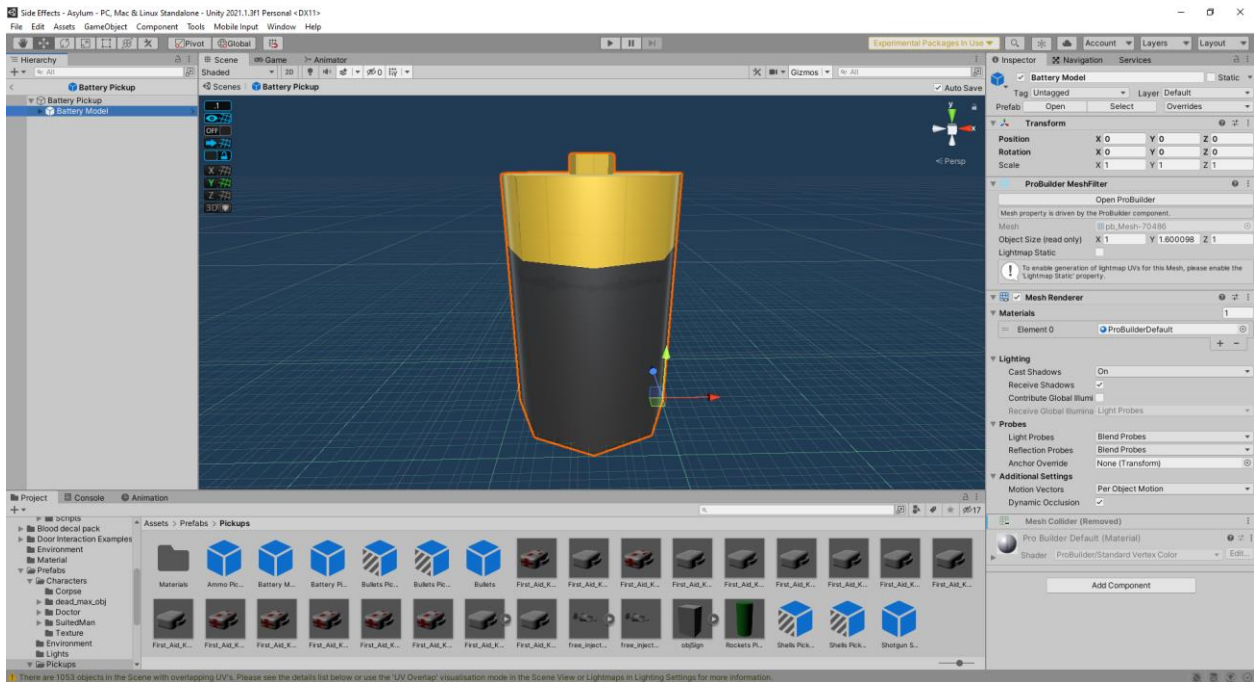 Side Effects - Asylum - PC, Mac & Linux Standalone - Unity 2021.1.3f1 Personal <DX11>
File Edit Assets GameObject Component Tools Mobile Input Window Help
Pivot Global Experimental Packages In Use Account Layers Layout
Hierarchy
All
Battery Pickup
Battery Pickup
Battery Model
Scene Game Animator
Shaded 2D 0 Gizmos All
Scenes Battery Pickup Auto Save
.1
OFF
X
Y
Z
3D
y
x
< Persp
Inspector Navigation Services
Battery Model Static
Tag Untagged Layer Default
Prefab Open Select Overrides
Transform
Position X 0 Y 0 Z 0
Rotation X 0 Y 0 Z 0
Scale X 1 Y 1 Z 1
ProBuilder MeshFilter
Open ProBuilder
Mesh property is driven by the ProBuilder component.
Mesh pb_Mesh-70486
Object Size (read only) X 1 Y 1.600098 Z 1
Lightmap Static
To enable generation of lightmap UVs for this Mesh, please enable the
'Lightmap Static' property.
Mesh Renderer
Materials 1
Element 0 ProBuilderDefault
Lighting
Cast Shadows On
Receive Shadows
Contribute Global Illumi
Receive Global Illumina Light Probes
Probes
Light Probes Blend Probes
Reflection Probes Blend Probes
Anchor Override None (Transform)
Additional Settings
Motion Vectors Per Object Motion
Dynamic Occlusion
Mesh Collider (Removed)
Pro Builder Default (Material)
Shader ProBuilder/Standard Vertex Color Edit...
Add Component
Project Console Animation
17
Scripts
Blood decal pack
Door Interaction Examples
Environment
Material
Prefabs
Characters
Corpse
dead_max_obj
Doctor
SuitedMan
Texture
Environment
Lights
Pickups
Assets > Prefabs > Pickups
Materials Ammo Pic... Battery M... Battery Pi... Bullets Pic... Bullets Pic... Bullets First_Aid_K... First_Aid_K... First_Aid_K... First_Aid_K... First_Aid_K... First_Aid_K... First_Aid_K... First_Aid_K... First_Aid_K...
First_Aid_K... First_Aid_K... First_Aid_K... First_Aid_K... First_Aid_K... First_Aid_K... First_Aid_K... free_inject... free_inject... objSign Rockets Pi... Shells Pick... Shells Pick... Shotgun S...
There are 1053 objects in the Scene with overlapping UV's. Please see the details list below or use the 'UV Overlap' visualisation mode in the Scene View or Lightmaps in Lighting Settings for more information.